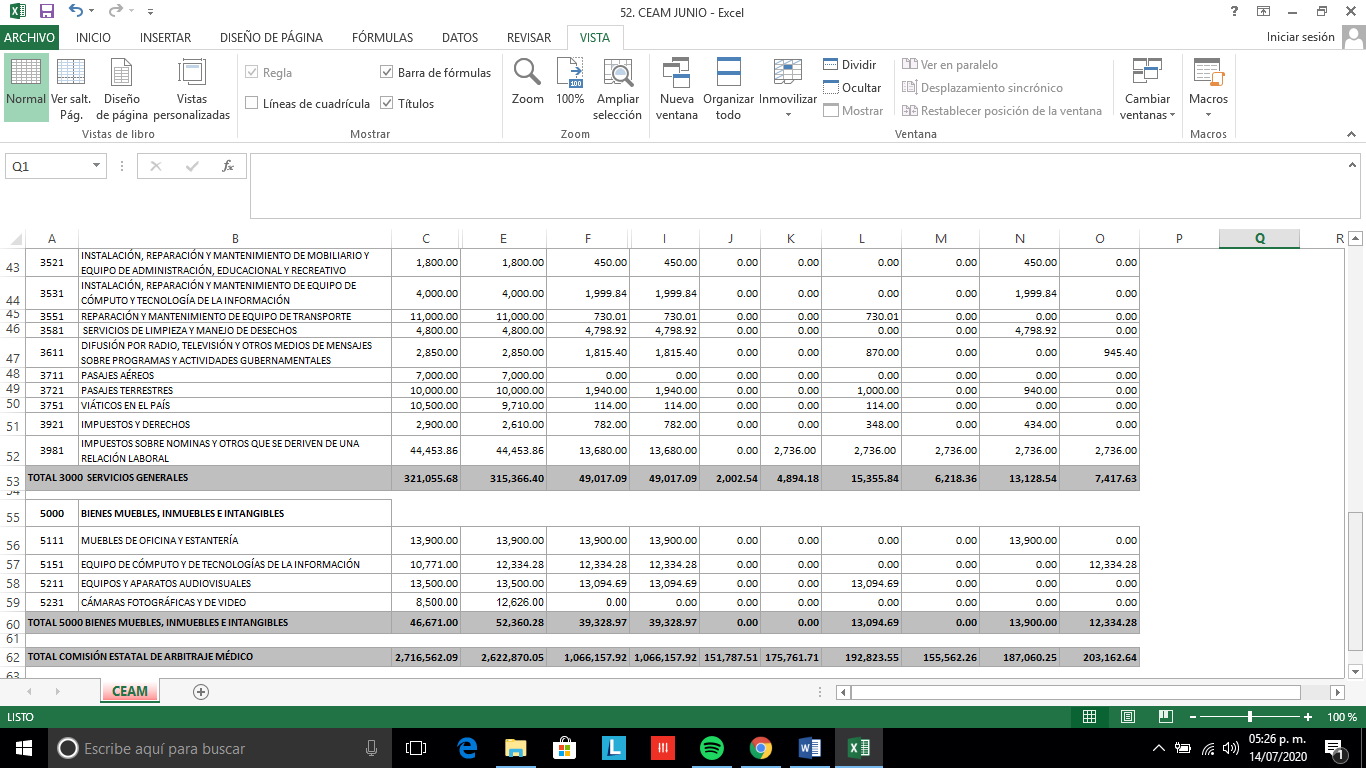 52. CEAM JUNIO - Excel
ARCHIVO INICIO INSERTAR DISEÑO DE PÁGINA FÓRMULAS DATOS REVISAR VISTA Iniciar sesión
Normal Ver salt. Pág. Diseño de página Vistas personalizadas
Vistas de libro
Regla Barra de fórmulas
Líneas de cuadrícula Títulos
Mostrar
Zoom 100% Ampliar selección
100
Zoom
Nueva ventana Organizar todo Inmovilizar
Dividir
Ocultar
Mostrar
Ver en paralelo
Desplazamiento sincrónico
Restablecer posición de la ventana
Cambiar ventanas
Ventana
Macros
Macros
Q1 fx
A B C E F I J K L M N O P Q R
43 3521 INSTALACIÓN, REPARACIÓN Y MANTENIMIENTO DE MOBILIARIO Y
EQUIPO DE ADMINISTRACIÓN, EDUCACIONAL Y RECREATIVO 1,800.00 1,800.00 450.00 450.00 0.00 0.00 0.00 0.00 450.00 0.00
44 3531 INSTALACIÓN, REPARACIÓN Y MANTENIMIENTO DE EQUIPO DE
CÓMPUTO Y TECNOLOGÍA DE LA INFORMACIÓN 4,000.00 4,000.00 1,999.84 1,999.84 0.00 0.00 0.00 0.00 1,999.84 0.00
45 3551 REPARACIÓN Y MANTENIMIENTO DE EQUIPO DE TRANSPORTE 11,000.00 11,000.00 730.01 730.01 0.00 0.00 730.01 0.00 0.00 0.00
46 3581 SERVICIOS DE LIMPIEZA Y MANEJO DE DESECHOS 4,800.00 4,800.00 4,798.92 4,798.92 0.00 0.00 0.00 0.00 4,798.92 0.00
47 3611 DIFUSIÓN POR RADIO, TELEVISIÓN Y OTROS MEDIOS DE MENSAJES
SOBRE PROGRAMAS Y ACTIVIDADES GUBERNAMENTALES 2,850.00 2,850.00 1,815.40 1,815.40 0.00 0.00 870.00 0.00 0.00 945.40
48 3711 PASAJES AÉREOS 7,000.00 7,000.00 0.00 0.00 0.00 0.00 0.00 0.00 0.00 0.00
49 3721 PASAJES TERRESTRES 10,000.00 10,000.00 1,940.00 1,940.00 0.00 0.00 1,000.00 0.00 940.00 0.00
50 3751 VIÁTICOS EN EL PAÍS 10,500.00 9,710.00 114.00 114.00 0.00 0.00 114.00 0.00 0.00 0.00
51 3921 IMPUESTOS Y DERECHOS 2,900.00 2,610.00 782.00 782.00 0.00 0.00 348.00 0.00 434.00 0.00
52 3981 IMPUESTOS SOBRE NOMINAS Y OTROS QUE SE DERIVEN DE UNA
RELACIÓN LABORAL 44,453.86 44,453.86 13,680.00 13,680.00 0.00 2,736.00 2,736.00 2,736.00 2,736.00 2,736.00
53 TOTAL 3000 SERVICIOS GENERALES 321,055.68 315,366.40 49,017.09 49,017.09 2,002.54 4,894.18 15,355.84 6,218.36 13,128.54 7,417.63
54
55 5000 BIENES MUEBLES, INMUEBLES E INTANGIBLES
56 5111 MUEBLES DE OFICINA Y ESTANTERÍA 13,900.00 13,900.00 13,900.00 13,900.00 0.00 0.00 0.00 0.00 13,900.00 0.00
57 5151 EQUIPO DE CÓMPUTO Y DE TECNOLOGÍAS DE LA INFORMACIÓN 10,771.00 12,334.28 12,334.28 12,334.28 0.00 0.00 0.00 0.00 0.00 12,334.28
58 5211 EQUIPOS Y APARATOS AUDIOVISUALES 13,500.00 13,500.00 13,094.69 13,094.69 0.00 0.00 13,094.69 0.00 0.00 0.00
59 5231 CÁMARAS FOTOGRÁFICAS Y DE VIDEO 8,500.00 12,626.00 0.00 0.00 0.00 0.00 0.00 0.00 0.00 0.00
60 TOTAL 5000 BIENES MUEBLES, INMUEBLES E INTANGIBLES 46,671.00 52,360.28 39,328.97 39,328.97 0.00 0.00 13,094.69 0.00 13,900.00 12,334.28
61
62 TOTAL COMISIÓN ESTATAL DE ARBITRAJE MÉDICO 2,716,562.09 2,622,870.05 1,066,157.92 1,066,157.92 151,787.51 175,761.71 192,823.55 155,562.26 187,060.25 203,162.64
63
CEAM
LISTO 100 %
Escribe aquí para buscar
05:26 p. m.
14/07/2020
1